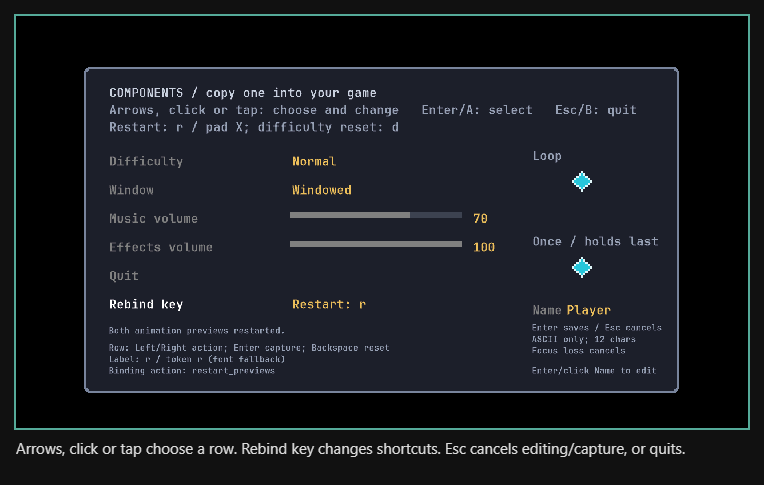 COMPONENTS / copy one into your game
Arrows, click or tap: choose and change   Enter/A: select   Esc/B: quit
Restart: r / pad X; difficulty reset: d
Difficulty   Normal
Window   Windowed
Music volume   70
Effects volume   100
Quit
Rebind key   Restart: r
Both animation previews restarted.
Row: Left/Right action; Enter capture; Backspace reset
Label: r / token r (font fallback)
Binding action: restart_previews
Loop
Once / holds last
Name Player
Enter saves / Esc cancels
ASCII only; 12 chars
Focus loss cancels
Enter/click Name to edit
Arrows, click or tap choose a row. Rebind key changes shortcuts. Esc cancels editing/capture, or quits.